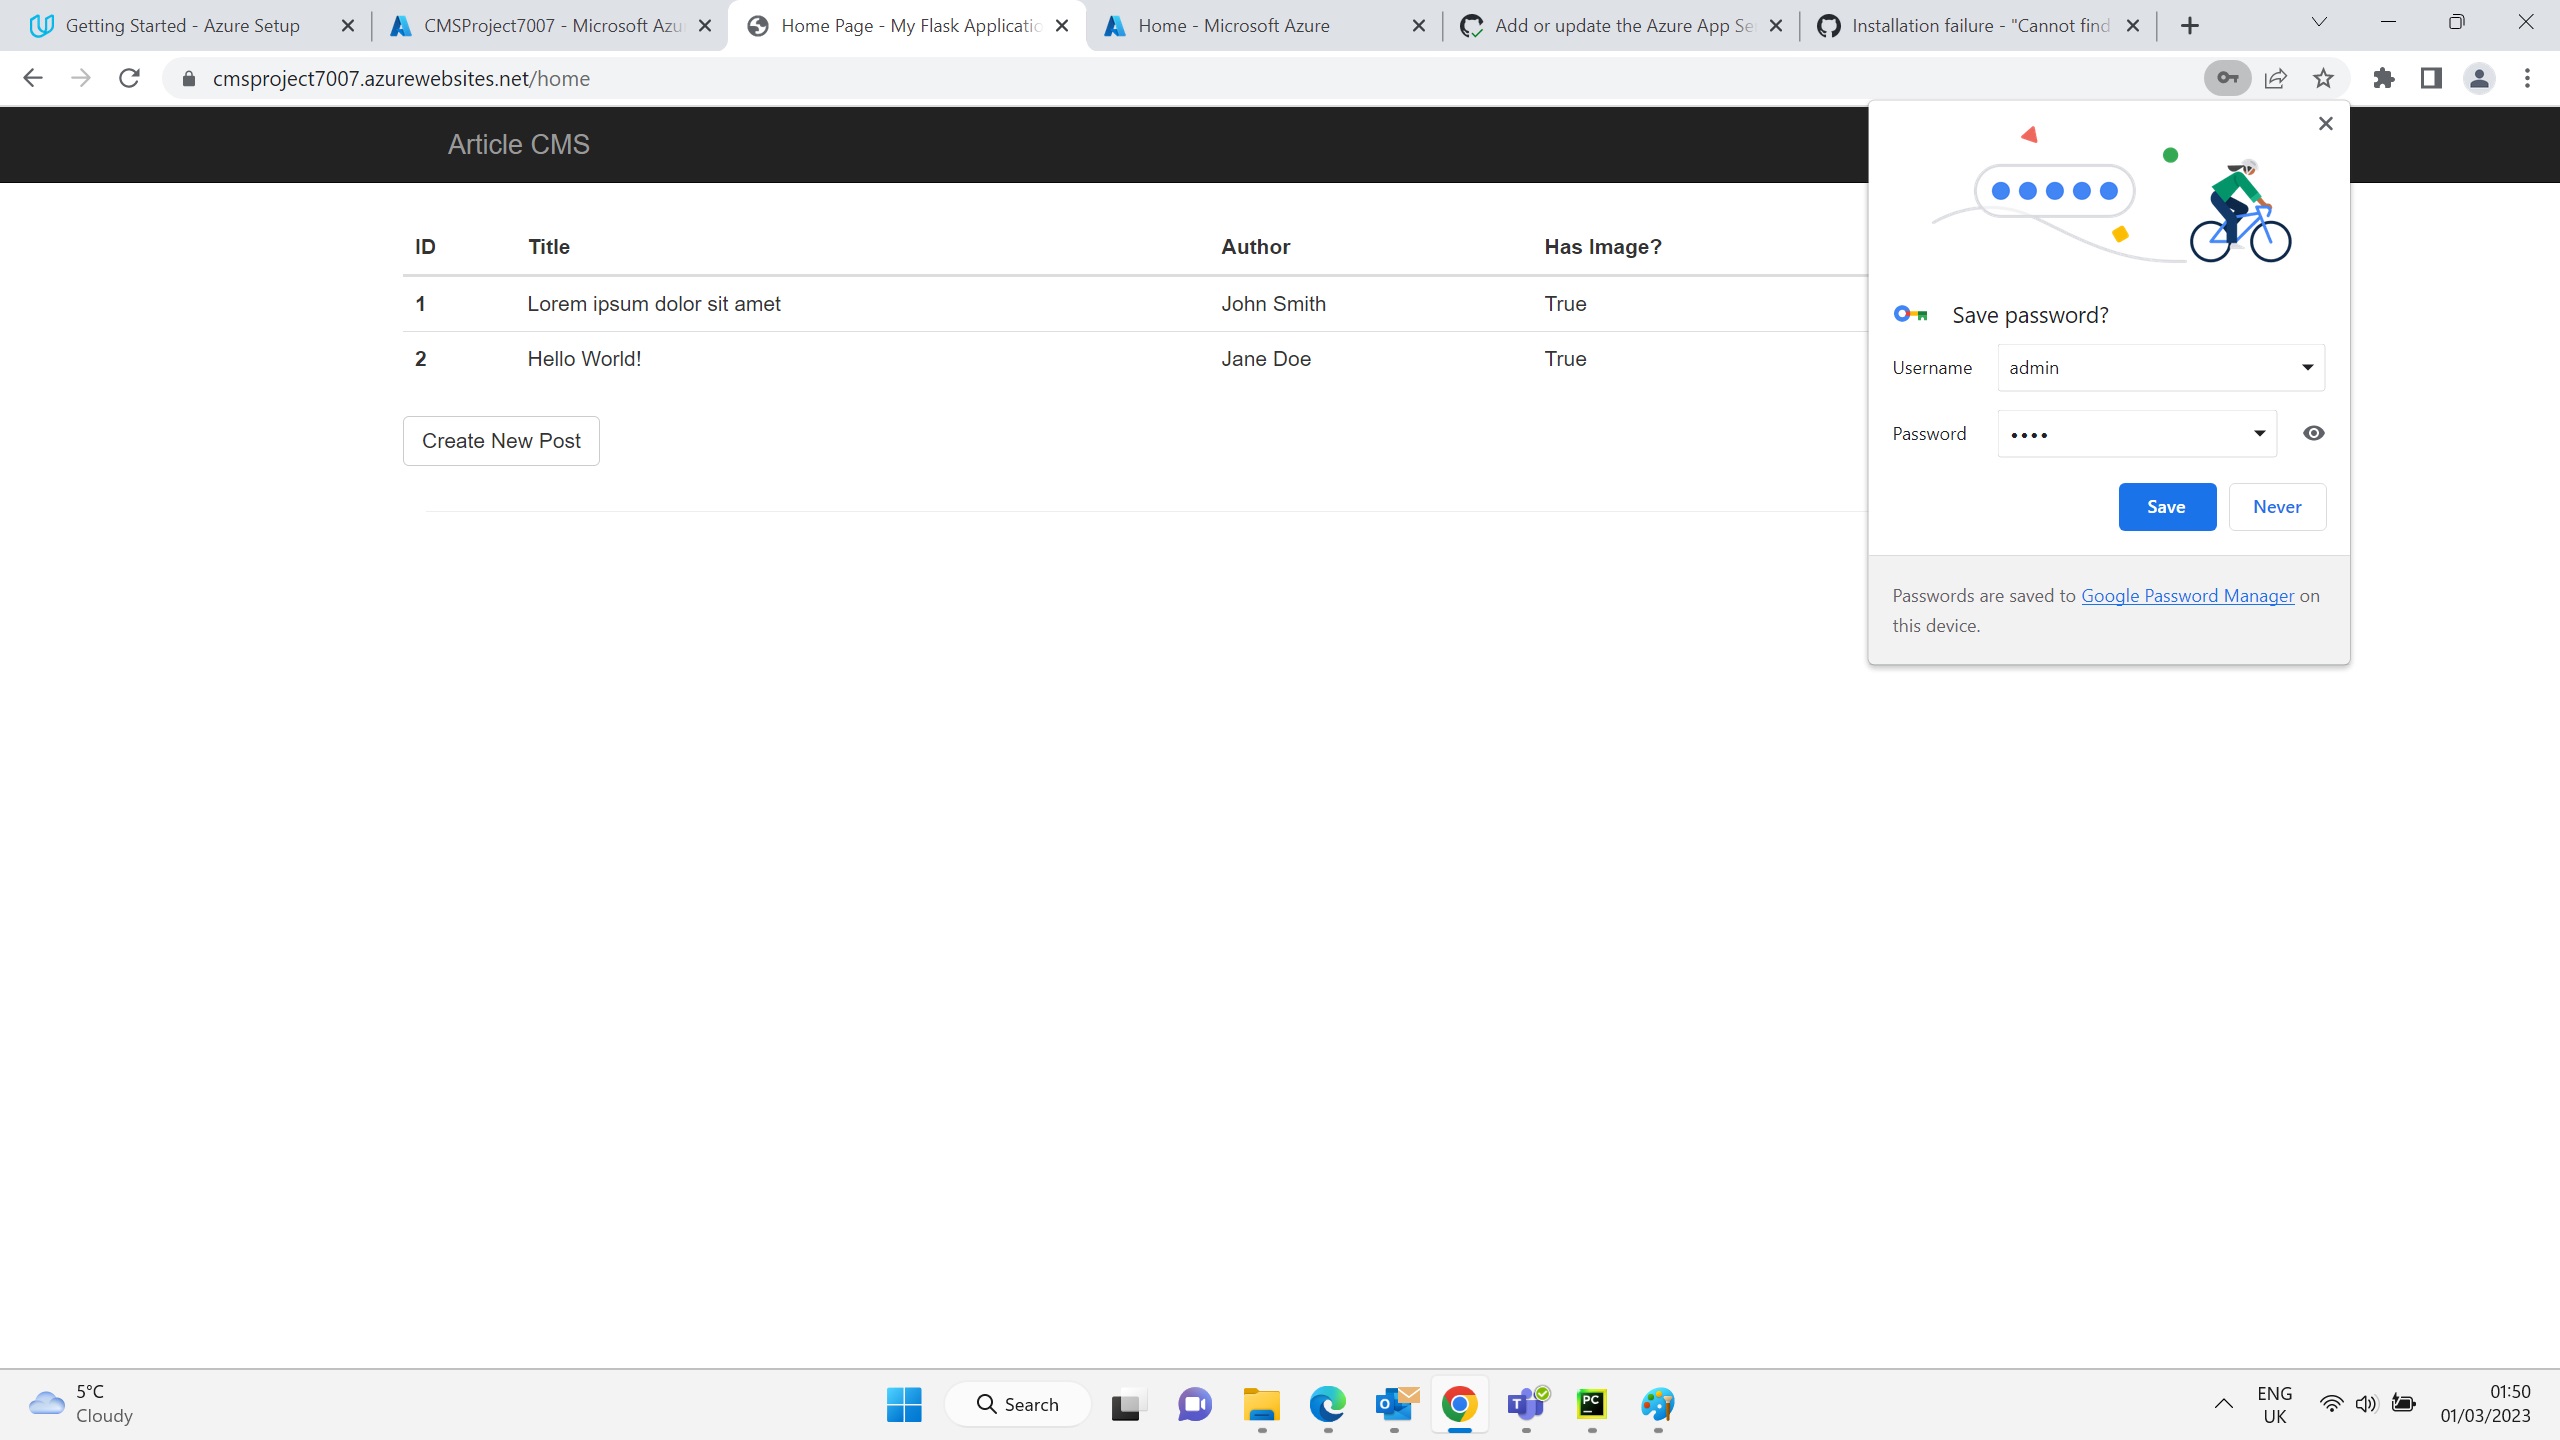 Getting Started - Azure Setup
CMSProject7007 - Microsoft Azu
Home Page - My Flask Applicatio
Home - Microsoft Azure
Add or update the Azure App Se
Installation failure - "Cannot find
cmsproject7007.azurewebsites.net/home
Article CMS
ID Title Author Has Image?
1 Lorem ipsum dolor sit amet John Smith True
2 Hello World! Jane Doe True
Create New Post
Save password?
Username admin
Password ••••
Save Never
Passwords are saved to Google Password Manager on
this device.
5°C
Cloudy
Search
ENG
UK
01:50
01/03/2023